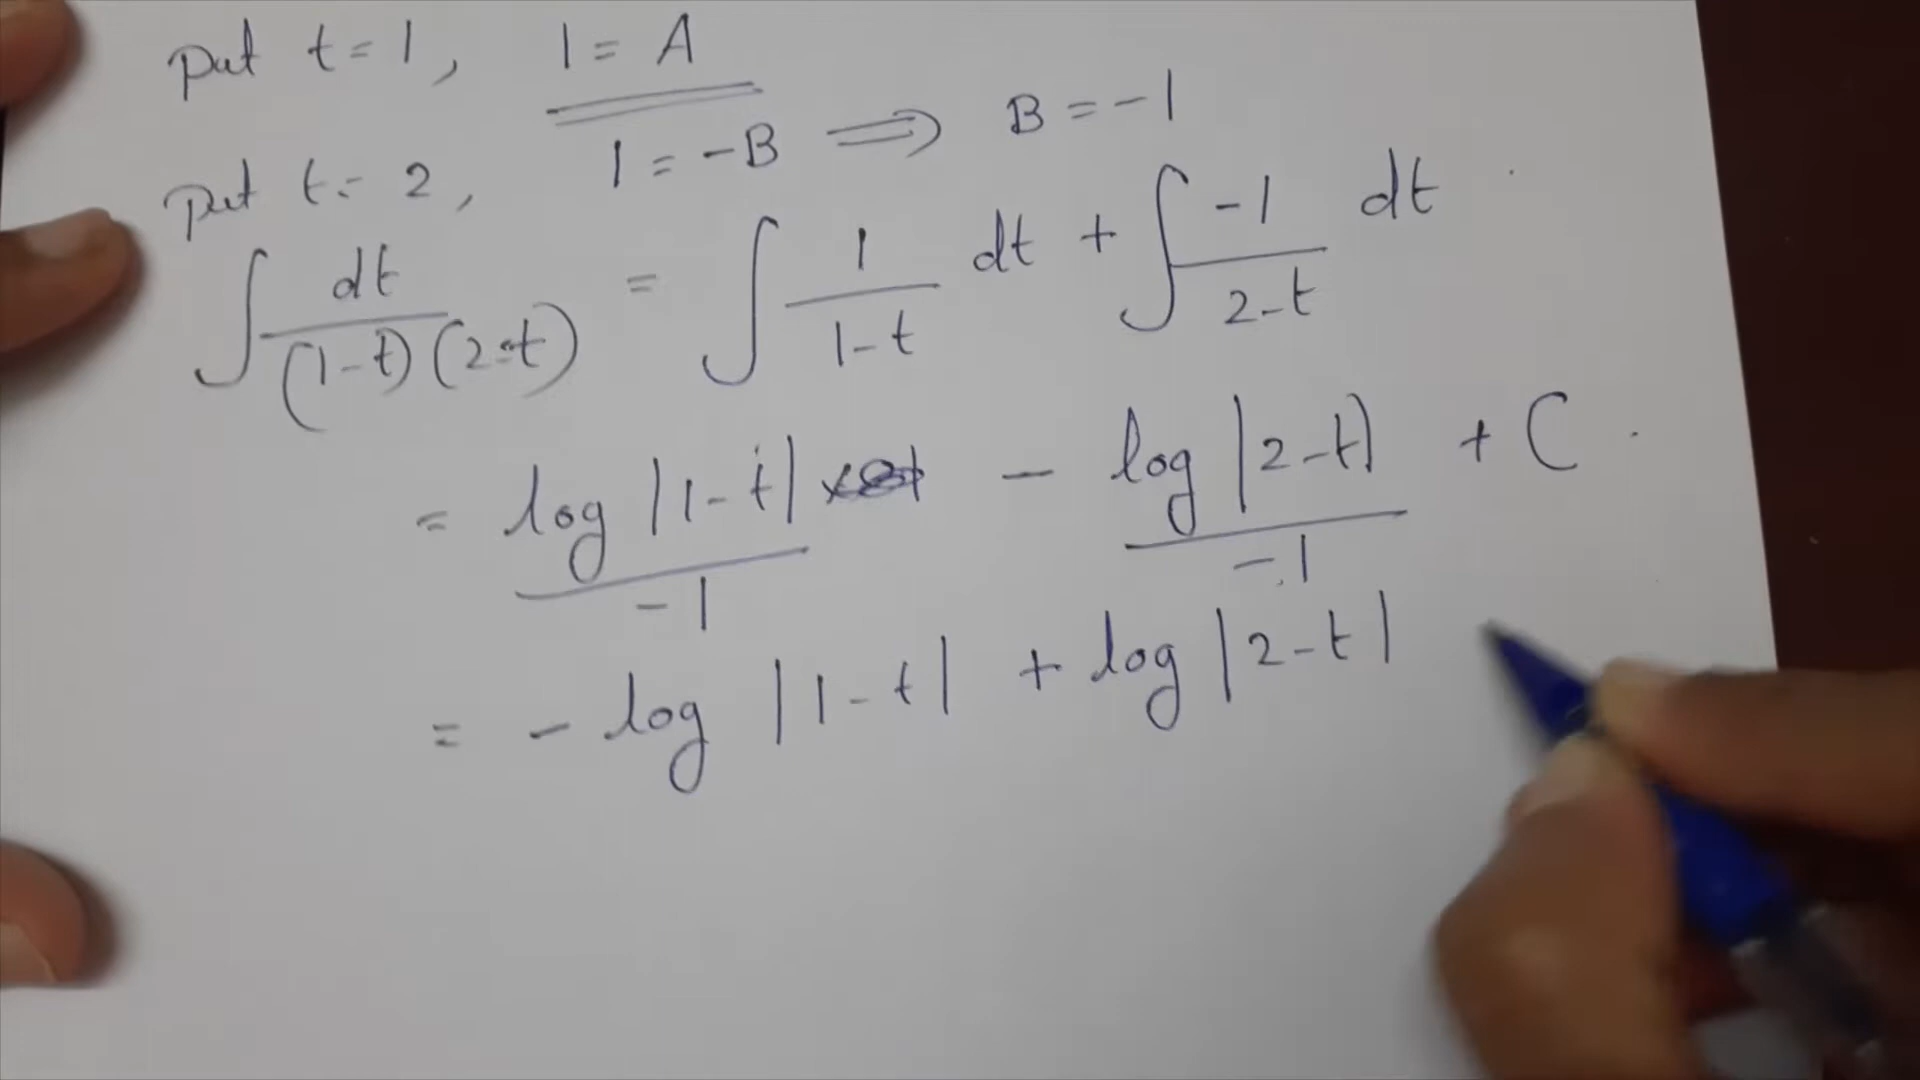 put t = 1, 1 = A
put t = 2, 1 = -B ⟹ B = -1
∫ dt/((1-t)(2-t)) = ∫ 1/(1-t) dt + ∫ -1/(2-t) dt
= log |1-t|/-1 - log |2-t|/-1 + C
= - log |1-t| + log |2-t|